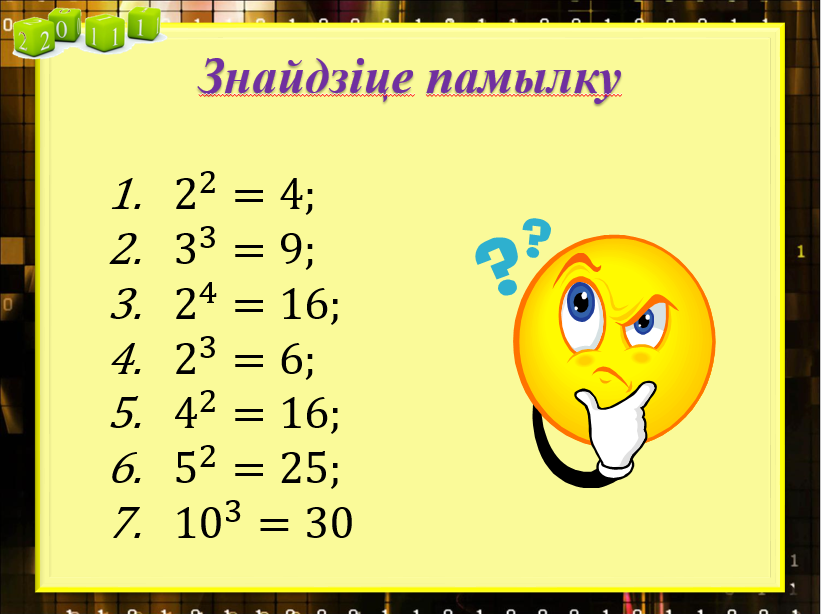 Знайдзіце памылку
1. 2² = 4;
2. 3³ = 9;
3. 2⁴ = 16;
4. 2³ = 6;
5. 4² = 16;
6. 5² = 25;
7. 10³ = 30